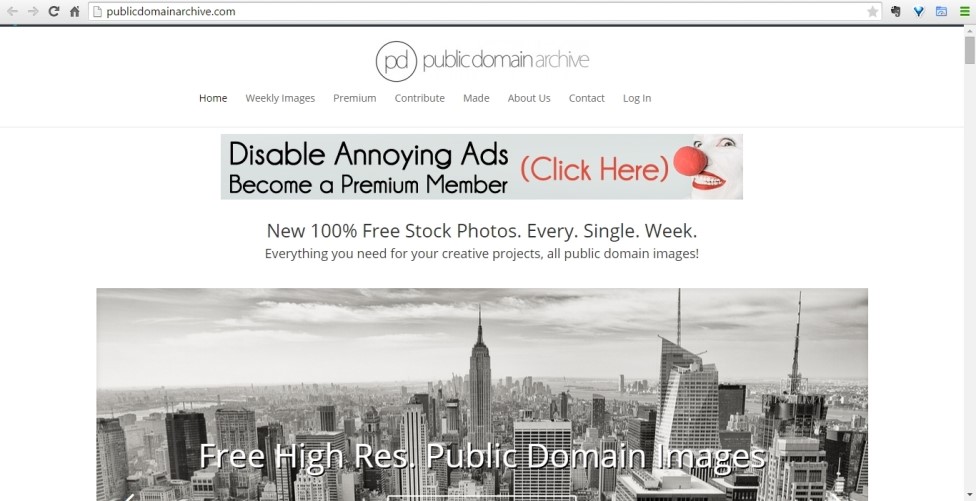 publicdomainarchive.com
pd publicdomainarchive
Home Weekly Images Premium Contribute Made About Us Contact Log In
Disable Annoying Ads
Become a Premium Member
(Click Here)
New 100% Free Stock Photos. Every. Single. Week.
Everything you need for your creative projects, all public domain images!
Free High Res. Public Domain Images